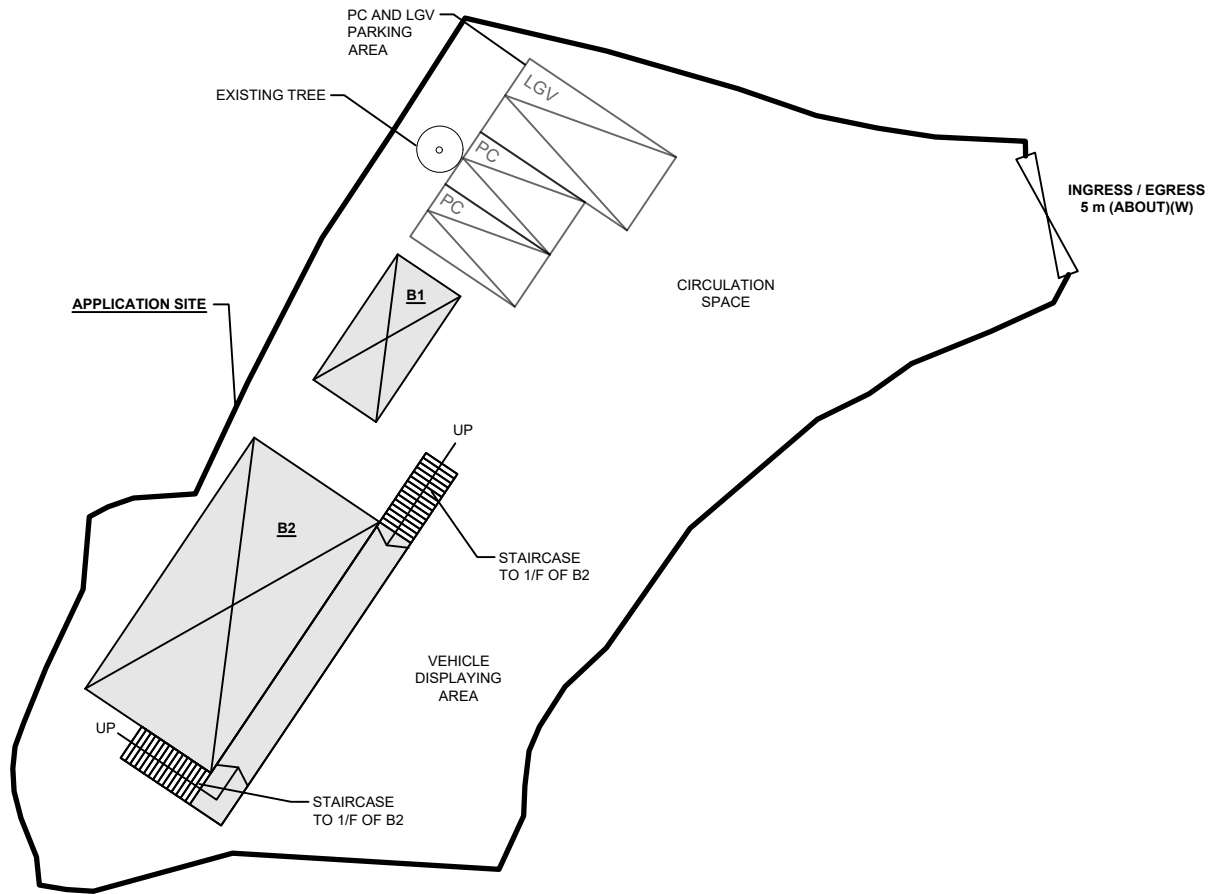 PC AND LGV
PARKING
AREA
LGV
EXISTING TREE
PC
PC
INGRESS / EGRESS
5 m (ABOUT)(W)
CIRCULATION
SPACE
B1
APPLICATION SITE
UP
B2
STAIRCASE
TO 1/F OF B2
VEHICLE
DISPLAYING
AREA
UP
STAIRCASE
TO 1/F OF B2